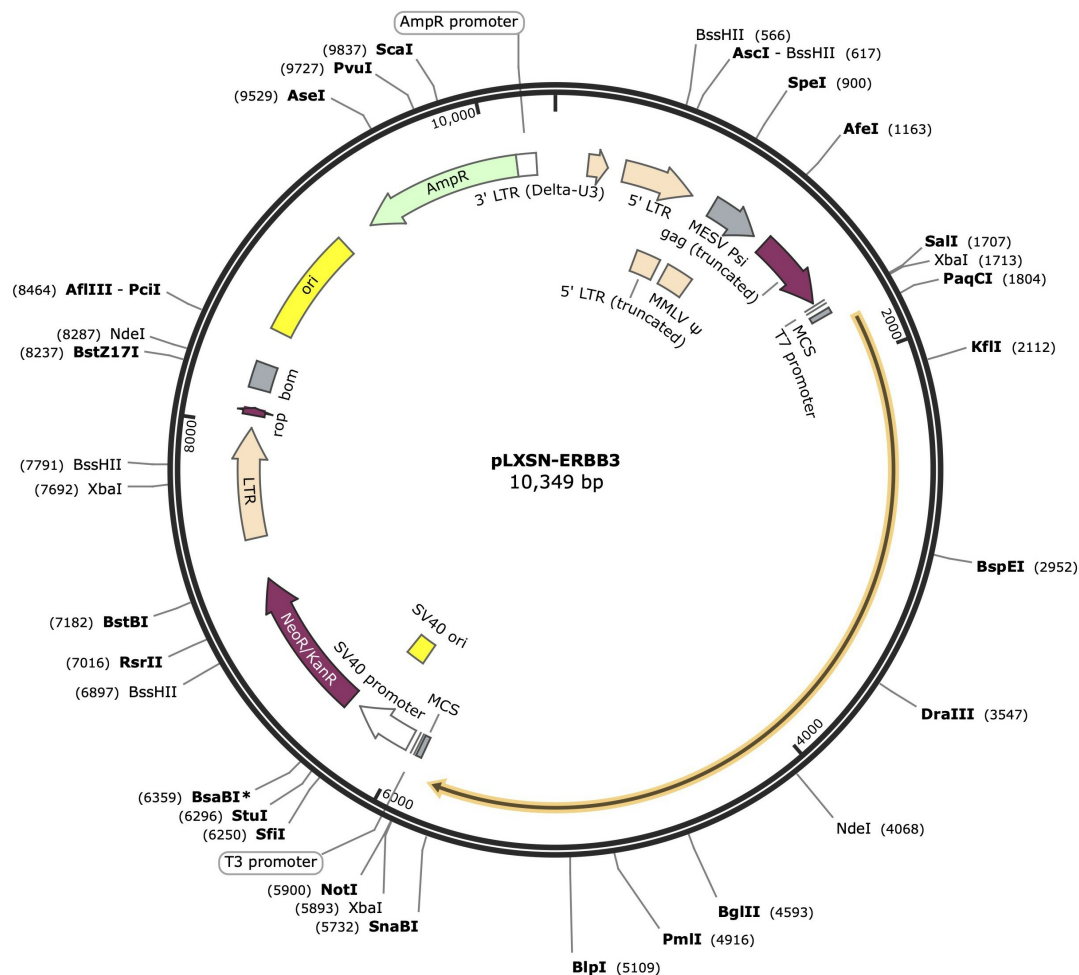 AmpR promoter
(9837) ScaI
(9727) PvuI
(9529) AseI
BssHII (566)
AscI - BssHII (617)
SpeI (900)
AfeI (1163)
10,000
AmpR
3' LTR (Delta-U3)
5' LTR
MESV Psi
gag (truncated)
5' LTR (truncated)
MMLV Ψ
MCS
T7 promoter
SalI (1707)
XbaI (1713)
PaqCI (1804)
2000
KflI (2112)
ori
(8464) AflIII - PciI
(8287) NdeI
(8237) BstZ17I
bom
rop
8000
(7791) BssHII
(7692) XbaI
LTR
pLXSN-ERBB3
10,349 bp
BspEI (2952)
(7182) BstBI
(7016) RsrII
(6897) BssHII
NeoR/KanR
SV40 promoter
SV40 ori
MCS
DraIII (3547)
4000
NdeI (4068)
(6359) BsaBI*
(6296) StuI
(6250) SfiI
6000
T3 promoter
(5900) NotI
(5893) XbaI
(5732) SnaBI
BglII (4593)
PmlI (4916)
BlpI (5109)